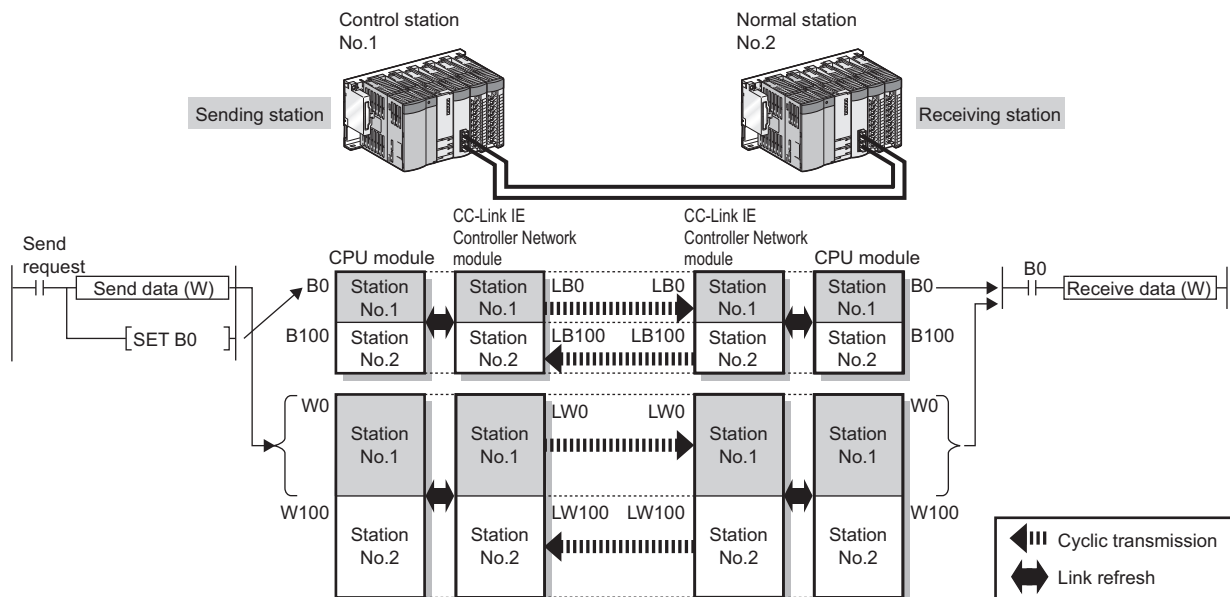 Control station
No.1
Normal station
No.2
Sending station
Receiving station
CC-Link IE
Controller Network
module
CC-Link IE
Controller Network
module
Send
request
CPU module
CPU module
Send data (W)
SET B0
B0
Station
No.1
Station
No.1
LB0
LB0
Station
No.1
Station
No.1
B0
B0
Receive data (W)
B100
Station
No.2
Station
No.2
LB100
LB100
Station
No.2
Station
No.2
B100
W0
Station
No.1
Station
No.1
LW0
LW0
Station
No.1
Station
No.1
W0
W100
Station
No.2
Station
No.2
LW100
LW100
Station
No.2
Station
No.2
W100
Cyclic transmission
Link refresh